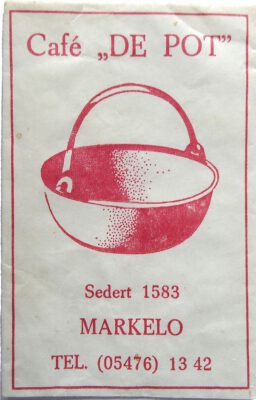 Café „DE POT”
Sedert 1583
MARKELO
TEL. (05476) 13 42